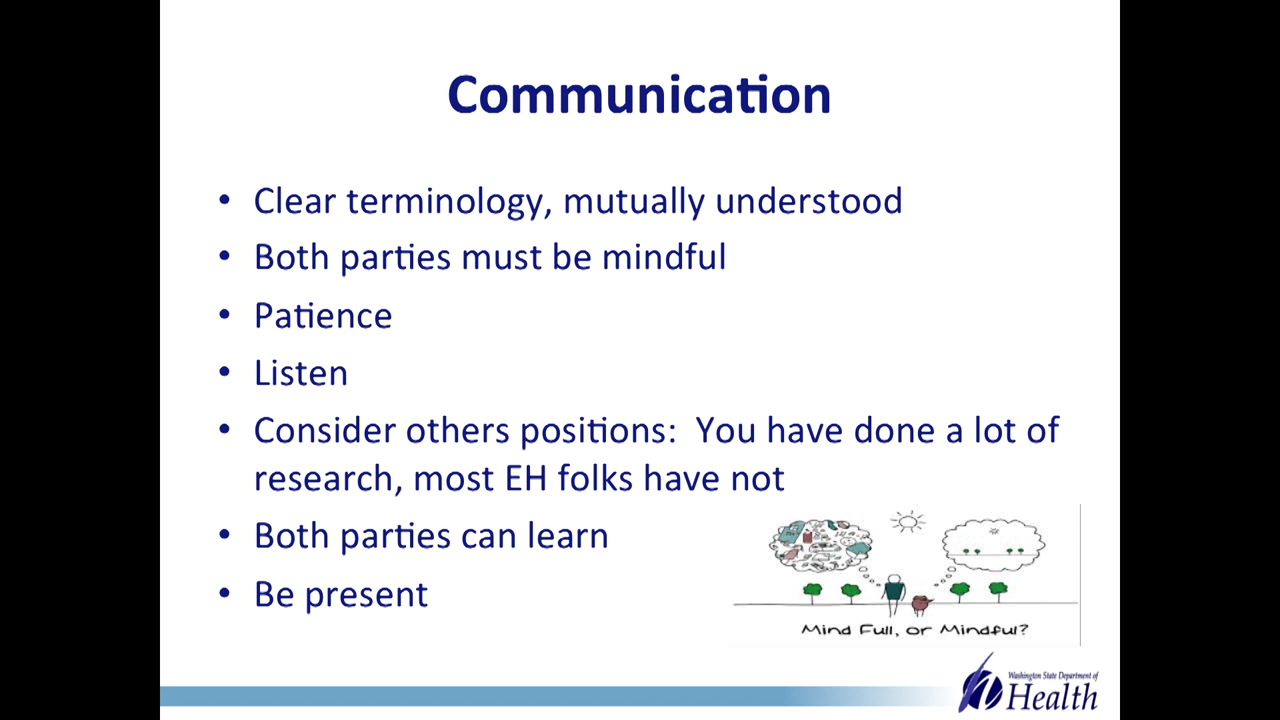 Communication
• Clear terminology, mutually understood
• Both parties must be mindful
• Patience
• Listen
• Consider others positions:  You have done a lot of
research, most EH folks have not
• Both parties can learn
• Be present
Mind Full, or Mindful?
Washington State Department of
Health